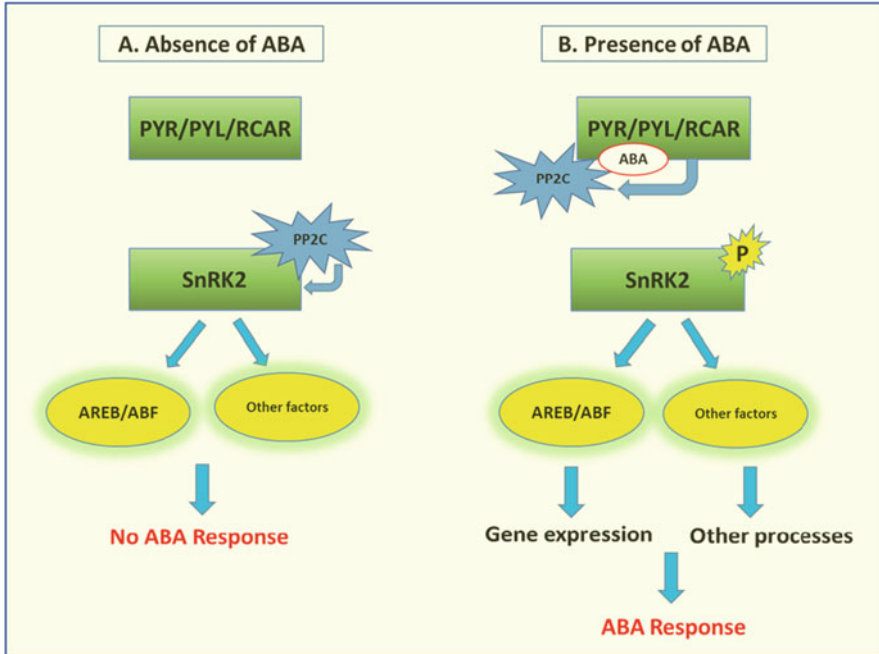 A. Absence of ABA
PYR/PYL/RCAR
PP2C
SnRK2
AREB/ABF
Other factors
No ABA Response
B. Presence of ABA
PYR/PYL/RCAR
ABA
PP2C
P
SnRK2
AREB/ABF
Other factors
Gene expression
Other processes
ABA Response